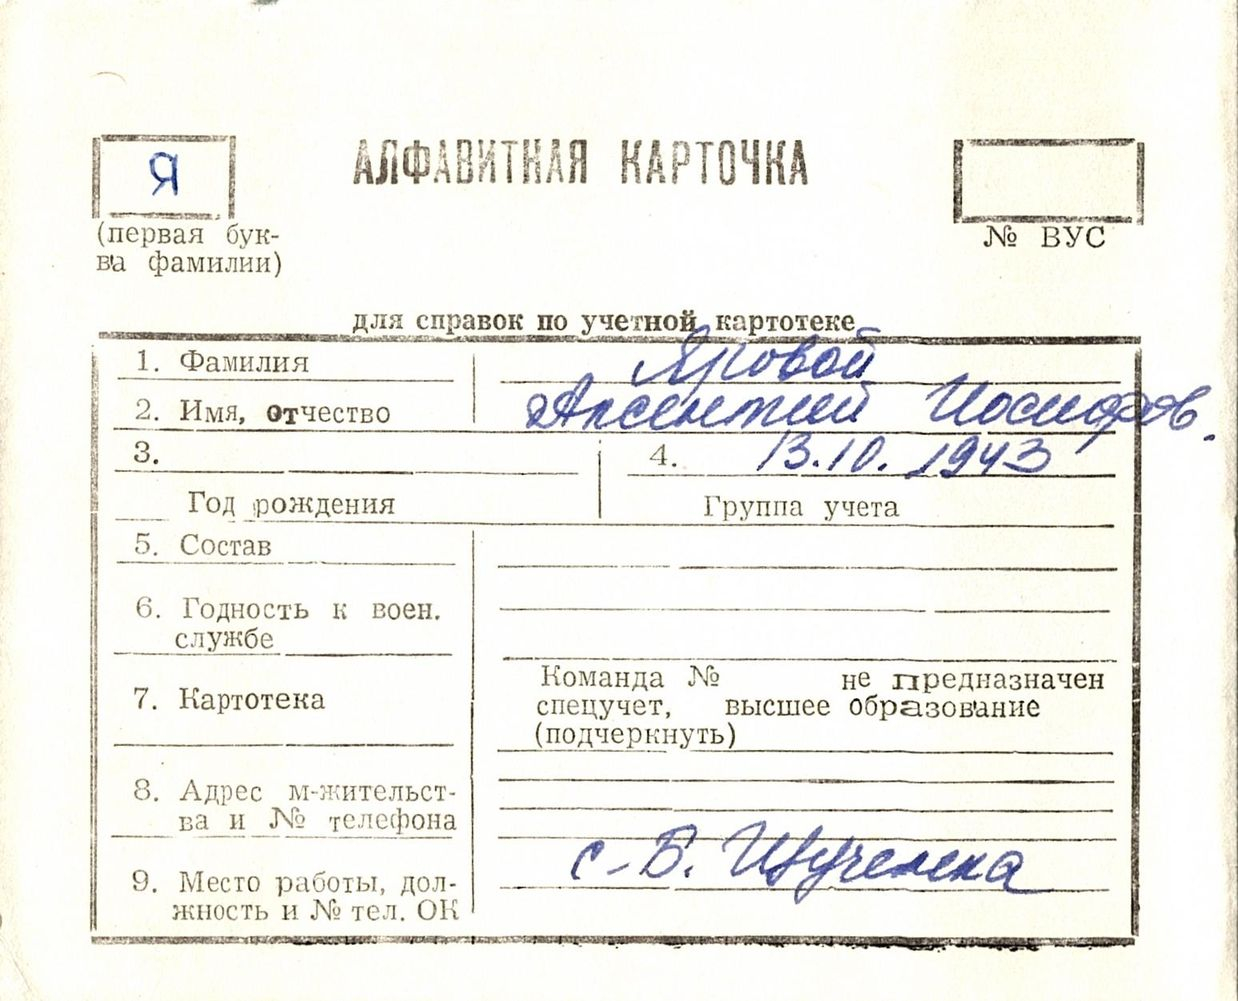 Я
АЛФАВИТНАЯ КАРТОЧКА
(первая бук-
ва фамилии)
№ ВУС
для справок по учетной картотеке
1. Фамилия Яровой
2. Имя, отчество Арсентий Иосифов.
3. 4. 13.10.1943
Год рождения Группа учета
5. Состав
6. Годность к воен.
службе
7. Картотека
Команда № не предназначен
спецучет, высшее образование
(подчеркнуть)
8. Адрес м-жительст-
ва и № телефона
с-Б.
9. Место работы, дол-
жность и № тел. ОК